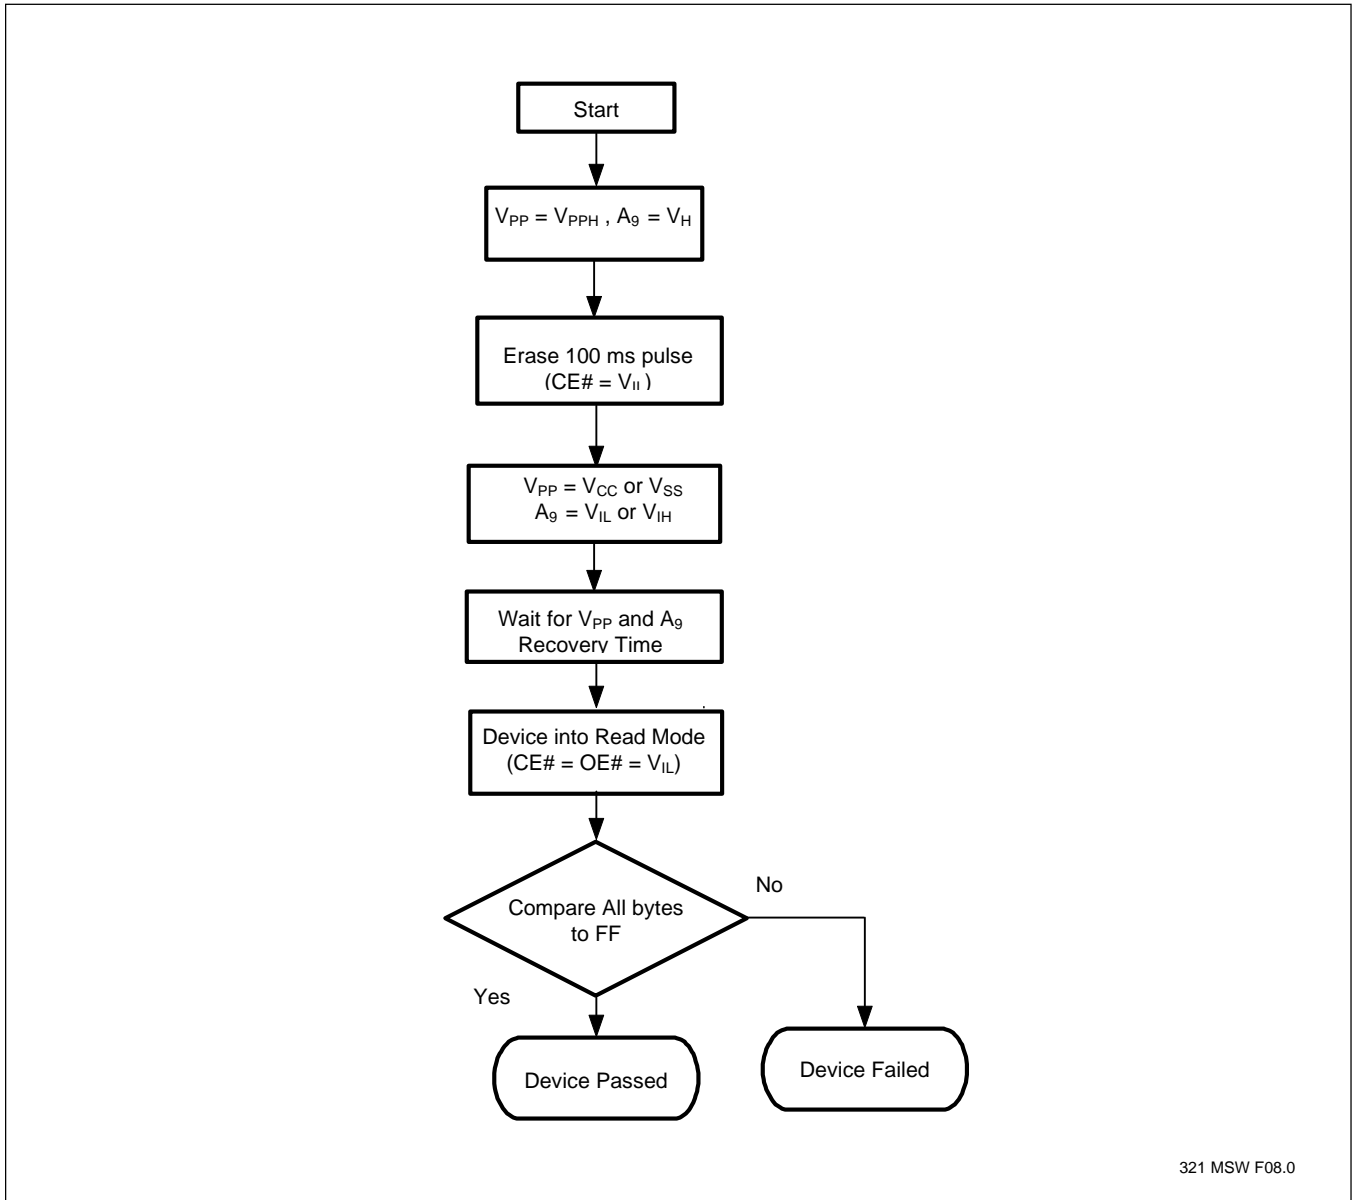 Start
VPP = VPPH , A9 = VH
Erase 100 ms pulse
(CE# = VIL)
VPP = VCC or VSS
A9 = VIL or VIH
Wait for VPP and A9
Recovery Time
Device into Read Mode
(CE# = OE# = VIL)
Compare All bytes
to FF
No
Yes
Device Passed
Device Failed
321 MSW F08.0